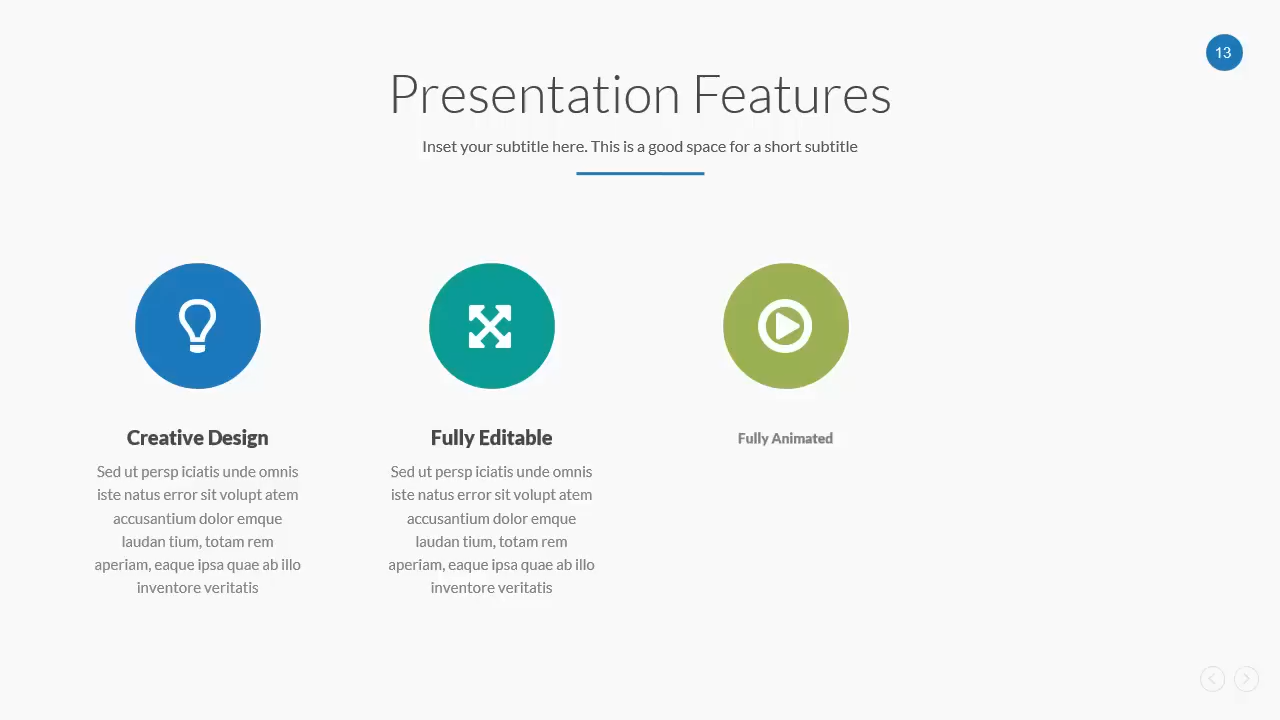 13
Presentation Features
Inset your subtitle here. This is a good space for a short subtitle
Creative Design
Sed ut persp iciatis unde omnis
iste natus error sit volupt atem
accusantium dolor emque
laudan tium, totam rem
aperiam, eaque ipsa quae ab illo
inventore veritatis
Fully Editable
Sed ut persp iciatis unde omnis
iste natus error sit volupt atem
accusantium dolor emque
laudan tium, totam rem
aperiam, eaque ipsa quae ab illo
inventore veritatis
Fully Animated